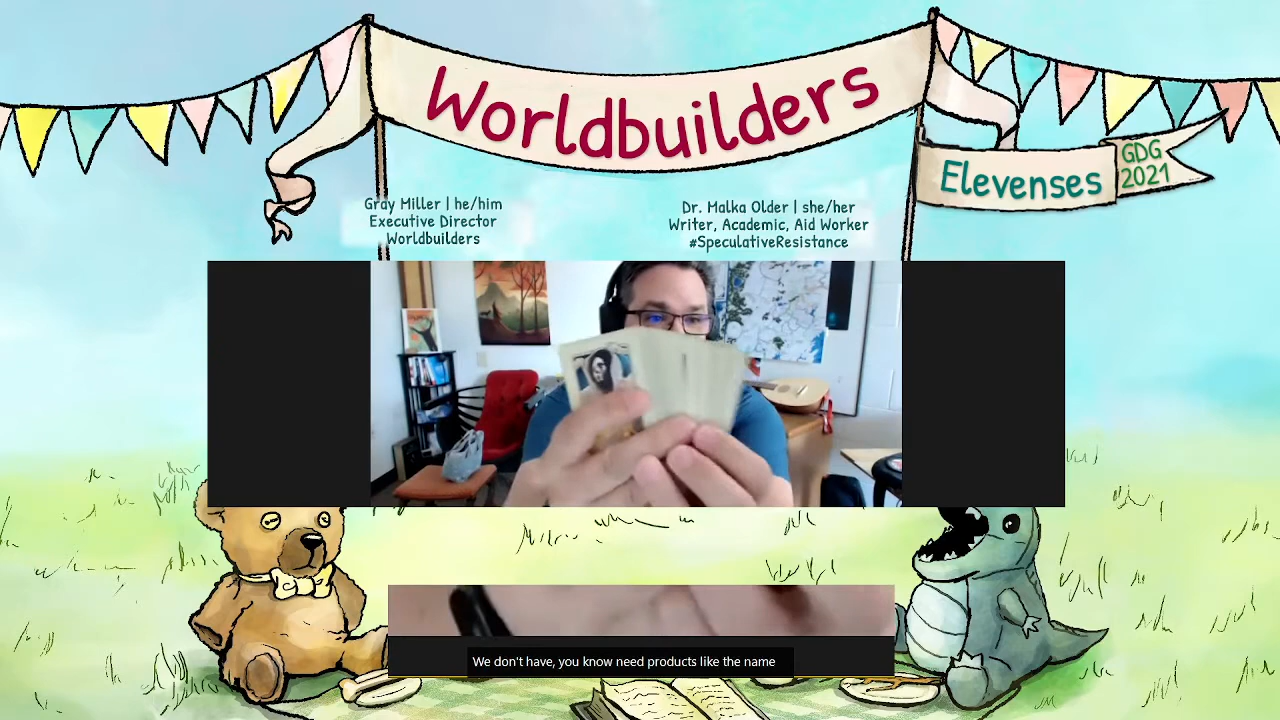 Worldbuilders
Elevenses
GDG
2021
Gray Miller | he/him
Executive Director
Worldbuilders
Dr. Malka Older | she/her
Writer, Academic, Aid Worker
#SpeculativeResistance
We don't have, you know need products like the name